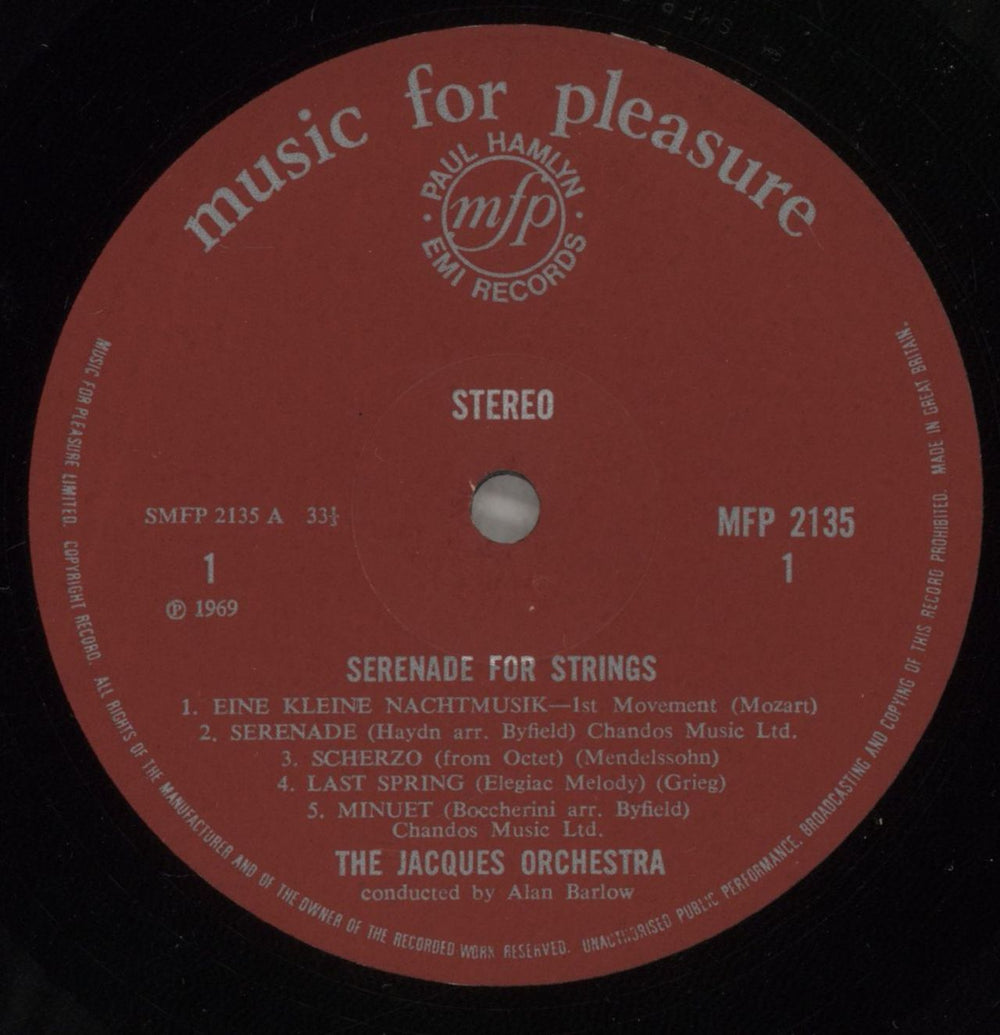 music for pleasure
PAUL HAMLYN
mfp
EMI RECORDS
STEREO
SMFP 2135 A 33⅓
1
℗ 1969
MFP 2135
1
SERENADE FOR STRINGS
1. EINE KLEINE NACHTMUSIK—1st Movement (Mozart)
2. SERENADE (Haydn arr. Byfield) Chandos Music Ltd.
3. SCHERZO (from Octet) (Mendelssohn)
4. LAST SPRING (Elegiac Melody) (Grieg)
5. MINUET (Boccherini arr. Byfield)
Chandos Music Ltd.
THE JACQUES ORCHESTRA
conducted by Alan Barlow
MUSIC FOR PLEASURE LIMITED. COPYRIGHT RECORD. ALL RIGHTS OF THE MANUFACTURER AND OF THE OWNER OF THE RECORDED WORK RESERVED. UNAUTHORISED PUBLIC PERFORMANCE, BROADCASTING AND COPYING OF THIS RECORD PROHIBITED. MADE IN GREAT BRITAIN.